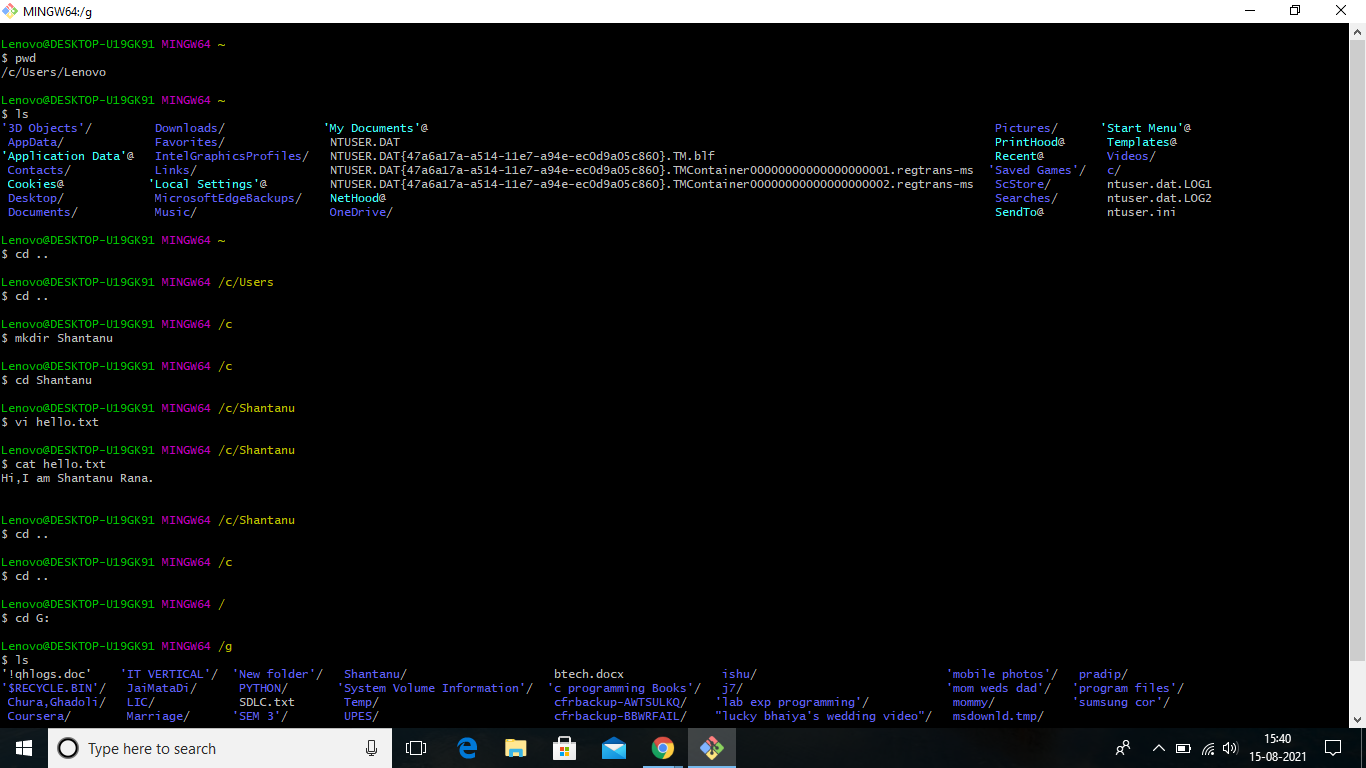 MINGW64:/g
Lenovo@DESKTOP-U19GK91 MINGW64 ~
$ pwd
/c/Users/Lenovo
Lenovo@DESKTOP-U19GK91 MINGW64 ~
$ ls
'3D Objects'/ Downloads/ 'My Documents'@ Pictures/ 'Start Menu'@
AppData/ Favorites/ NTUSER.DAT PrintHood@ Templates@
'Application Data'@ IntelGraphicsProfiles/ NTUSER.DAT{47a6a17a-a514-11e7-a94e-ec0d9a05c860}.TM.blf Recent@ Videos/
Contacts/ Links/ NTUSER.DAT{47a6a17a-a514-11e7-a94e-ec0d9a05c860}.TMContainer00000000000000000001.regtrans-ms 'Saved Games'/ c/
Cookies@ 'Local Settings'@ NTUSER.DAT{47a6a17a-a514-11e7-a94e-ec0d9a05c860}.TMContainer00000000000000000002.regtrans-ms ScStore/ ntuser.dat.LOG1
Desktop/ MicrosoftEdgeBackups/ NetHood@ Searches/ ntuser.dat.LOG2
Documents/ Music/ OneDrive/ SendTo@ ntuser.ini
Lenovo@DESKTOP-U19GK91 MINGW64 ~
$ cd ..
Lenovo@DESKTOP-U19GK91 MINGW64 /c/Users
$ cd ..
Lenovo@DESKTOP-U19GK91 MINGW64 /c
$ mkdir Shantanu
Lenovo@DESKTOP-U19GK91 MINGW64 /c
$ cd Shantanu
Lenovo@DESKTOP-U19GK91 MINGW64 /c/Shantanu
$ vi hello.txt
Lenovo@DESKTOP-U19GK91 MINGW64 /c/Shantanu
$ cat hello.txt
Hi,I am Shantanu Rana.
Lenovo@DESKTOP-U19GK91 MINGW64 /c/Shantanu
$ cd ..
Lenovo@DESKTOP-U19GK91 MINGW64 /c
$ cd ..
Lenovo@DESKTOP-U19GK91 MINGW64 /
$ cd G:
Lenovo@DESKTOP-U19GK91 MINGW64 /g
$ ls
'!qhlogs.doc' 'IT VERTICAL'/ 'New folder'/ Shantanu/ btech.docx ishu/ 'mobile photos'/ pradip/
'$RECYCLE.BIN'/ JaiMataDi/ PYTHON/ 'System Volume Information'/ 'c programming Books'/ j7/ 'mom weds dad'/ 'program files'/
Chura,Ghadoli/ LIC/ SDLC.txt Temp/ cfrbackup-AWTSULKQ/ 'lab exp programming'/ mommy/ 'sumsung cor'/
Coursera/ Marriage/ 'SEM 3'/ UPES/ cfrbackup-BBWRFAIL/ "lucky bhaiya's wedding video"/ msdownld.tmp/
Type here to search
15:40
15-08-2021